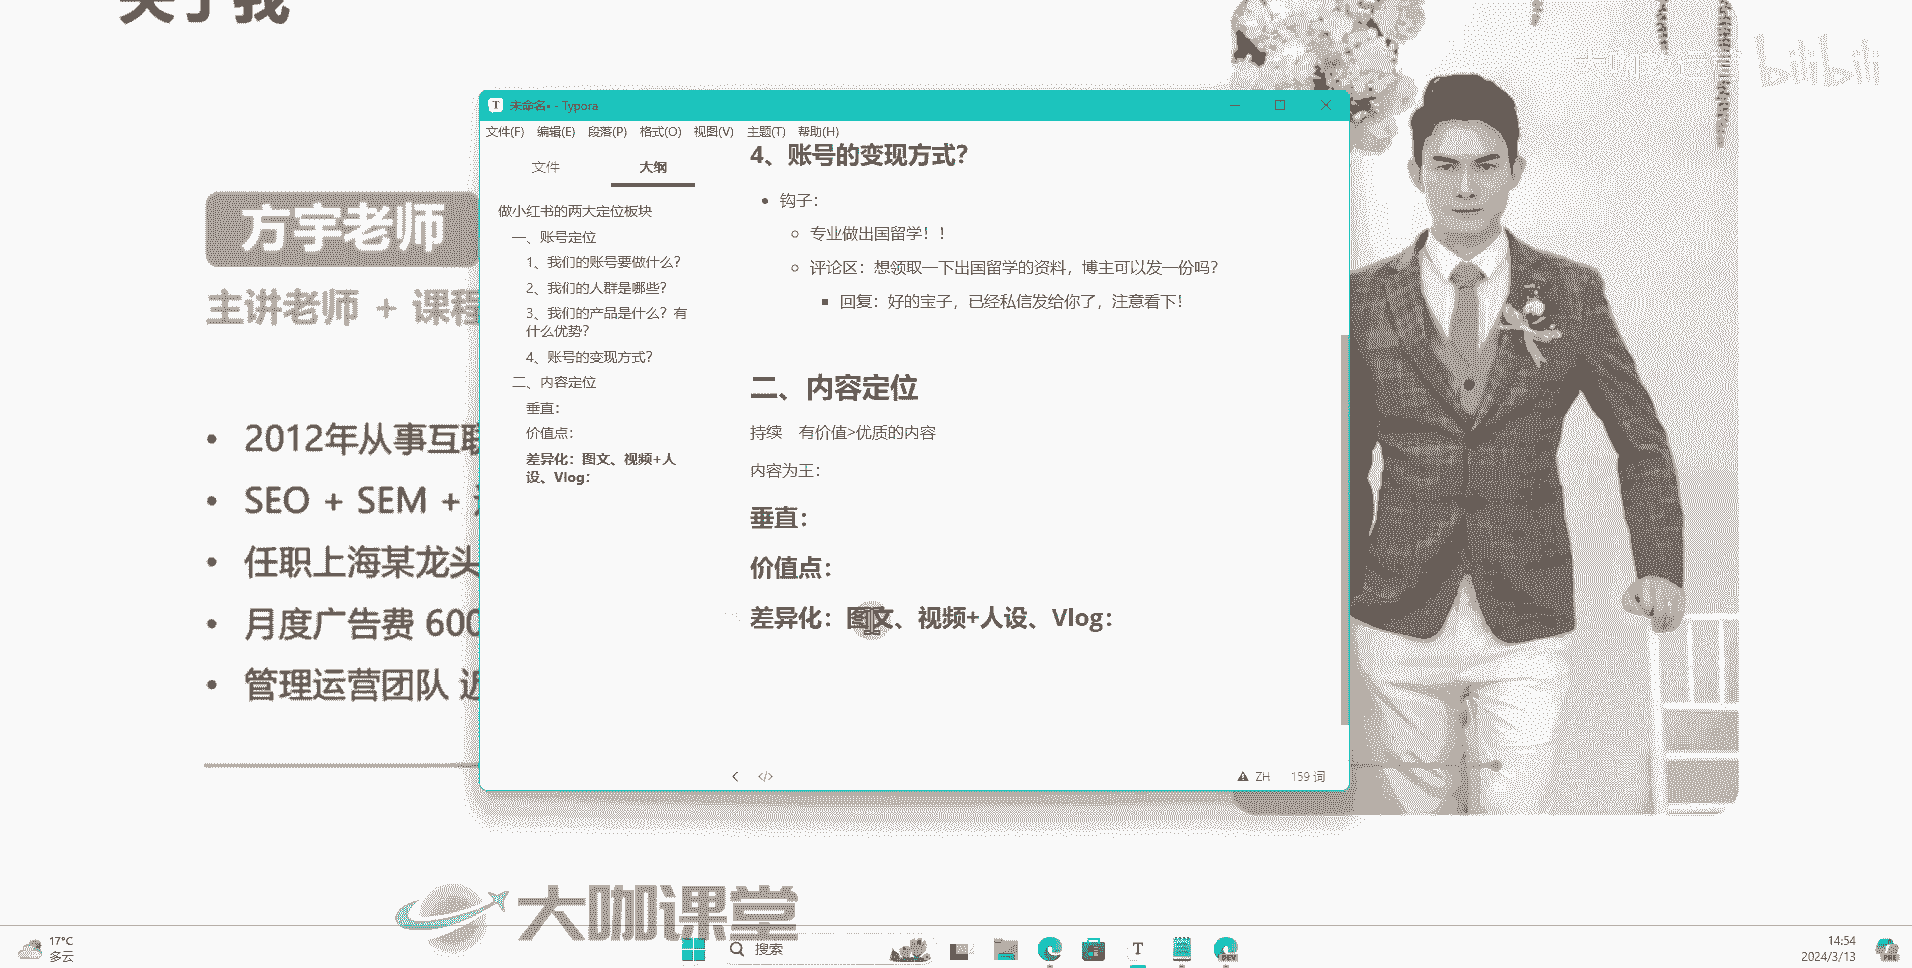 关于我
bilibili
未命名• - Typora
文件(F) 编辑(E) 段落(P) 格式(O) 视图(V) 主题(T) 帮助(H)
文件 大纲
做小红书的两大定位板块
一、账号定位
1、我们的账号要做什么?
2、我们的人群是哪些?
3、我们的产品是什么? 有
什么优势?
4、账号的变现方式?
二、内容定位
垂直:
价值点:
差异化: 图文、视频+人
设、Vlog:
4、账号的变现方式?
• 钩子:
专业做出国留学! !
评论区: 想领取一下出国留学的资料, 博主可以发一份吗?
回复: 好的宝子, 已经私信发给你了, 注意看下!
二、内容定位
持续 有价值>优质的内容
内容为王:
垂直:
价值点:
差异化: 图文、视频+人设、Vlog:
ZH 159 词
方宇老师
主讲老师 + 课程
• 2012年从事互联
• SEO + SEM +
• 任职上海某龙头
• 月度广告费 600
• 管理运营团队 近
大咖课堂
17°C
多云
搜索
T
DEV
14:54
2024/3/13
PRE